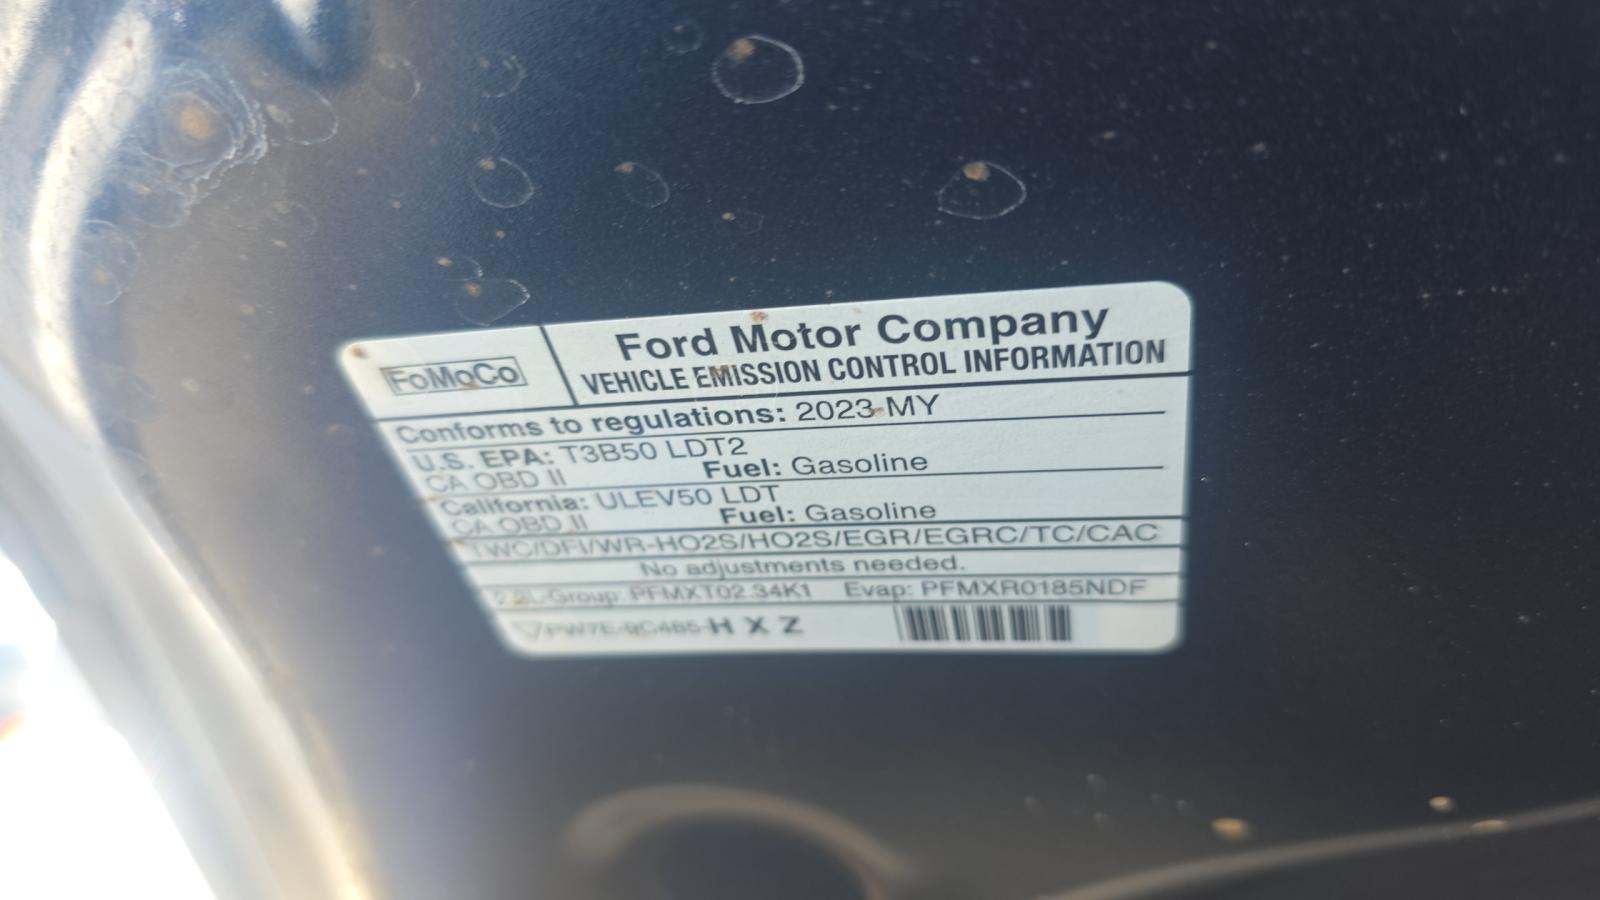 FoMoCo
Ford Motor Company
VEHICLE EMISSION CONTROL INFORMATION
Conforms to regulations: 2023 MY
U.S. EPA: T3B50 LDT2
CA OBD II Fuel: Gasoline
California: ULEV50 LDT
CA OBD II Fuel: Gasoline
TWC/DFI/WR-HO2S/HO2S/EGR/EGRC/TC/CAC
No adjustments needed.
Group: PFMXT02.34K1 Evap: PFMXR0185NDF
HXZ